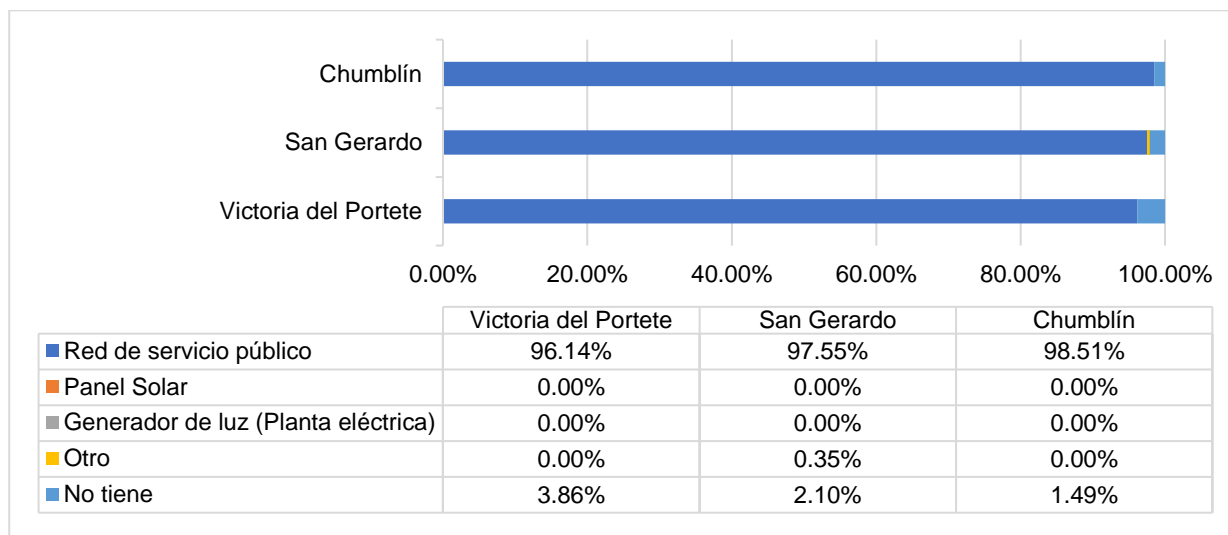 Chumblín
San Gerardo
Victoria del Portete
0.00% 20.00% 40.00% 60.00% 80.00% 100.00%
Victoria del Portete San Gerardo Chumblín
Red de servicio público 96.14% 97.55% 98.51%
Panel Solar 0.00% 0.00% 0.00%
Generador de luz (Planta eléctrica) 0.00% 0.00% 0.00%
Otro 0.00% 0.35% 0.00%
No tiene 3.86% 2.10% 1.49%